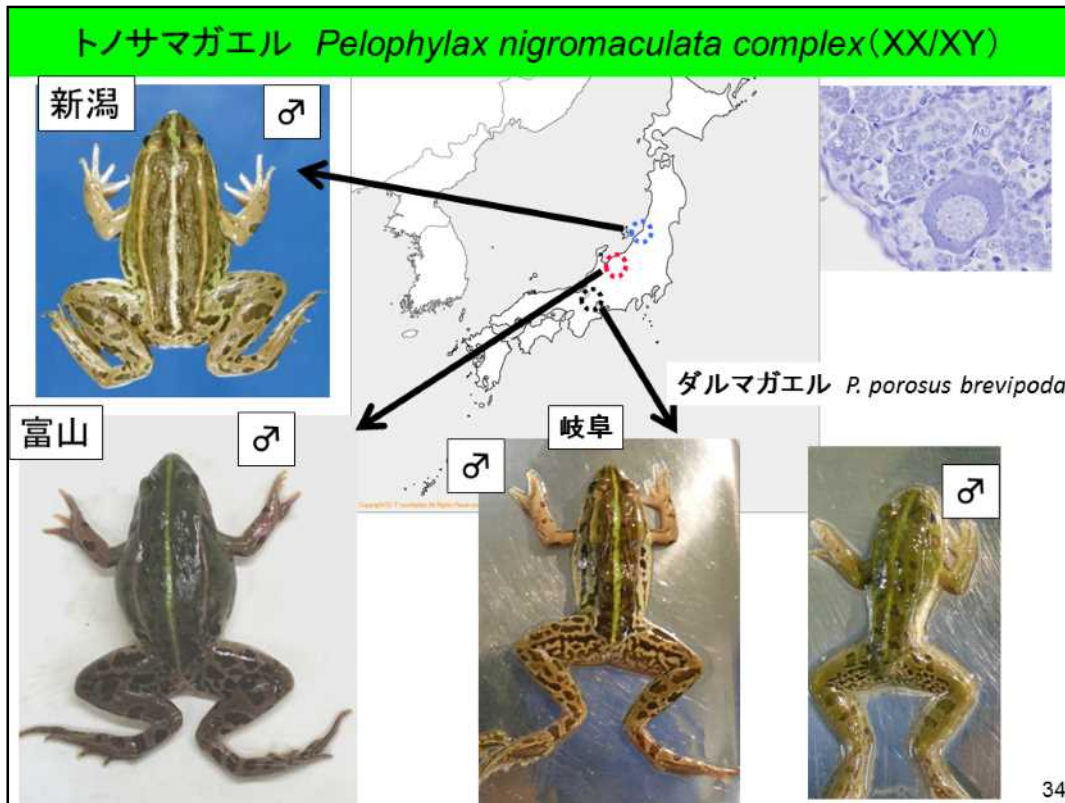 トノサマガエル Pelophylax nigromaculata complex(XX/XY)
新潟
♂
ダルマガエル P. porosus brevipoda
富山
♂
岐阜
♂
♂
34